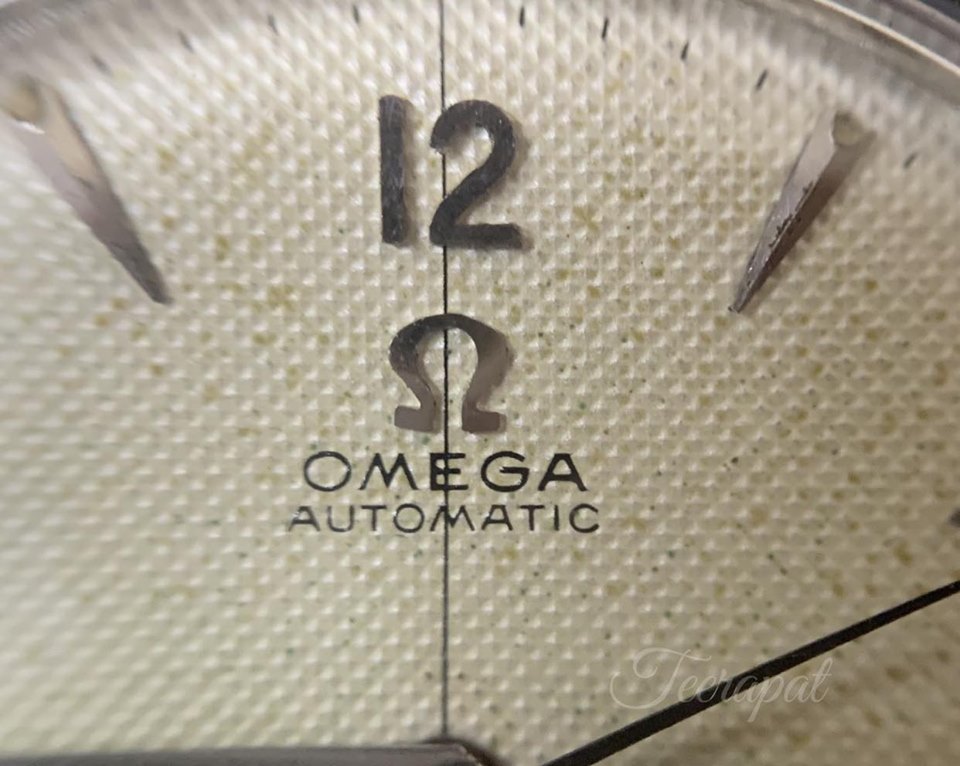 12
Ω
OMEGA
AUTOMATIC
Teerapat